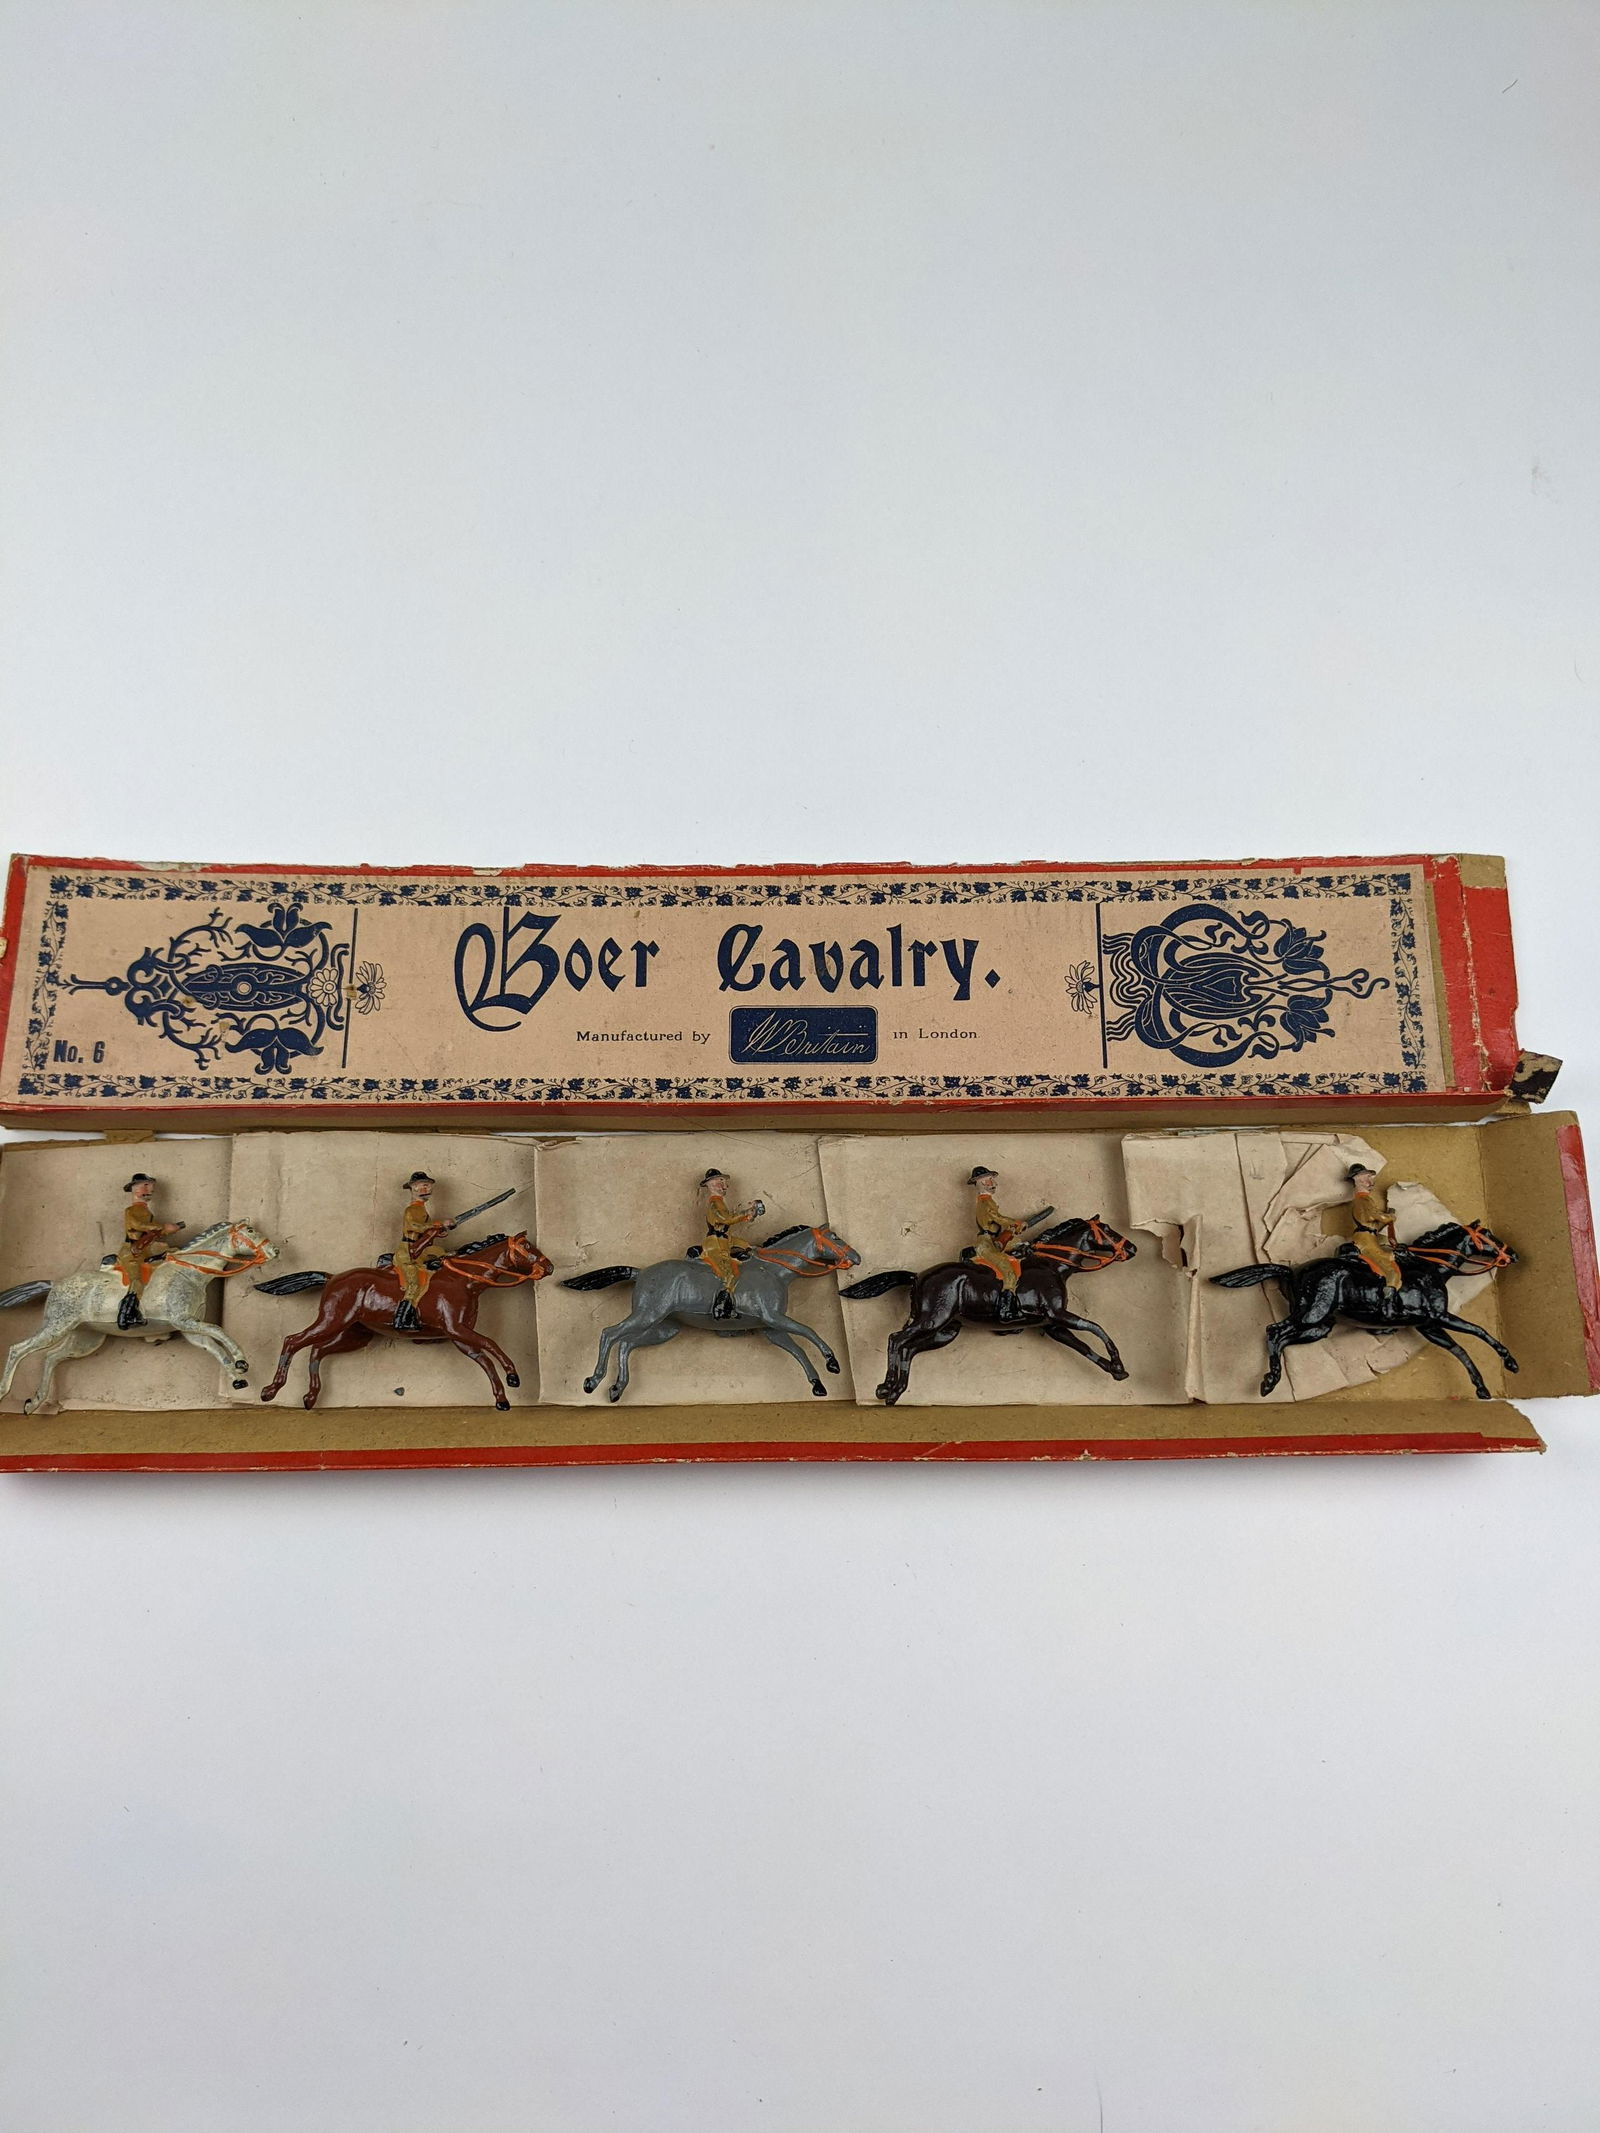 Boer Cavalry.
Manufactured by W Britain in London.
No. 6